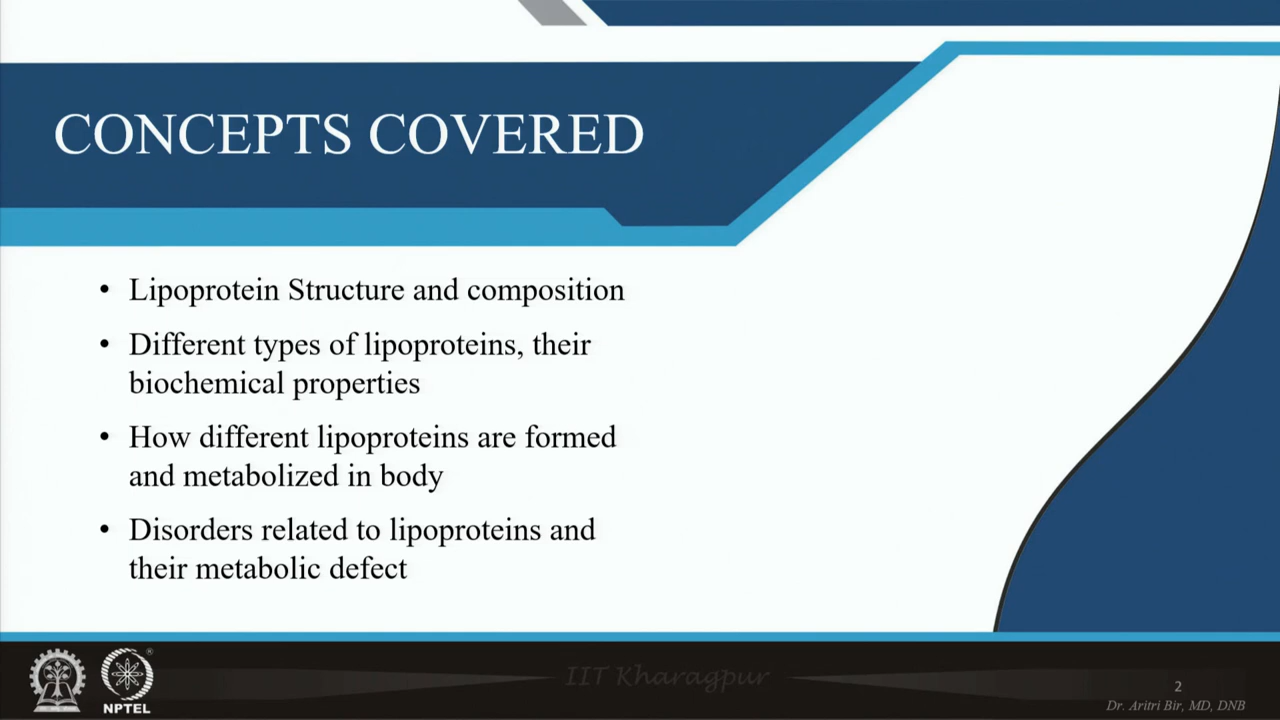 CONCEPTS COVERED
• Lipoprotein Structure and composition
• Different types of lipoproteins, their
biochemical properties
• How different lipoproteins are formed
and metabolized in body
• Disorders related to lipoproteins and
their metabolic defect
NPTEL
IIT Kharagpur
2
Dr. Aritri Bir, MD, DNB